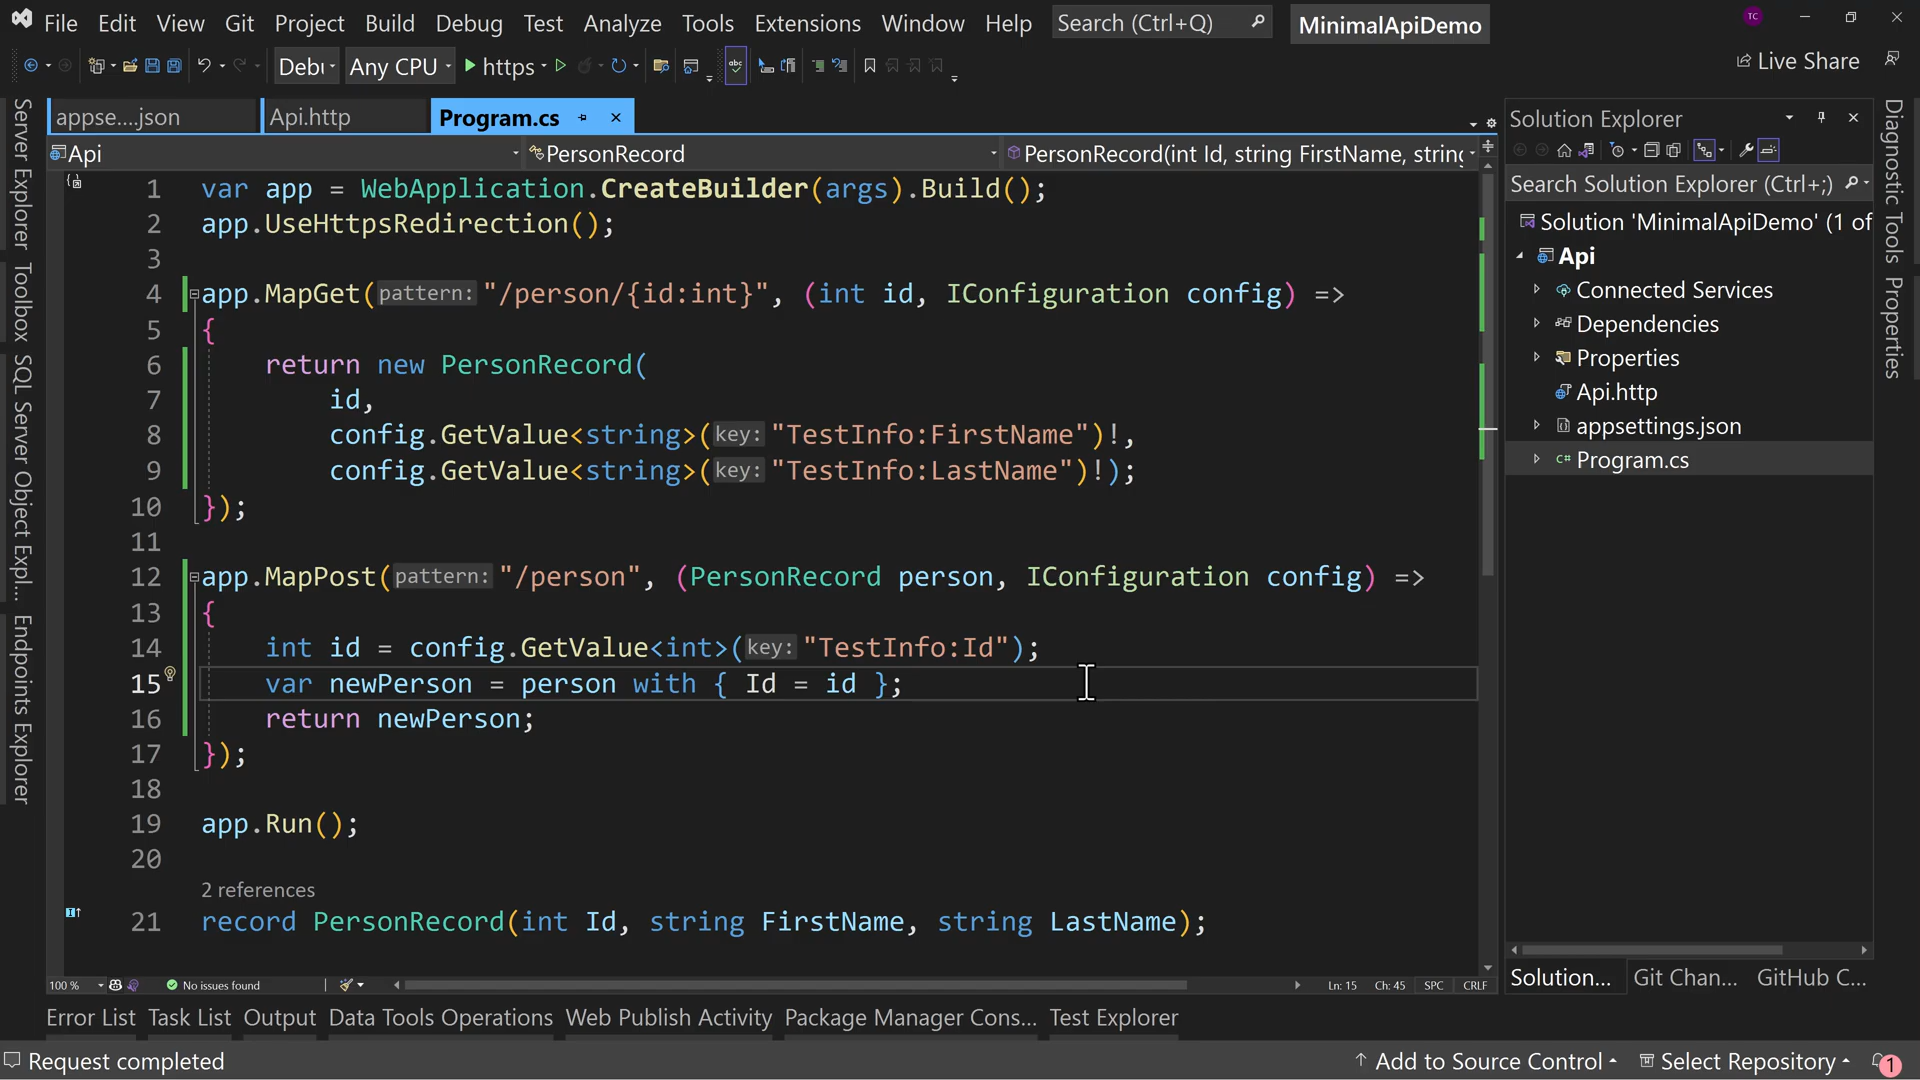 File Edit View Git Project Build Debug Test Analyze Tools Extensions Window Help Search (Ctrl+Q) MinimalApiDemo TC
Debu Any CPU https Live Share
appse....json Api.http Program.cs
Api PersonRecord PersonRecord(int Id, string FirstName, string
1 var app = WebApplication.CreateBuilder(args).Build();
2 app.UseHttpsRedirection();
3
4 app.MapGet(pattern: "/person/{id:int}", (int id, IConfiguration config) =>
5 {
6 return new PersonRecord(
7 id,
8 config.GetValue<string>(key: "TestInfo:FirstName")!,
9 config.GetValue<string>(key: "TestInfo:LastName")!);
10 });
11
12 app.MapPost(pattern: "/person", (PersonRecord person, IConfiguration config) =>
13 {
14 int id = config.GetValue<int>(key: "TestInfo:Id");
15 var newPerson = person with { Id = id };
16 return newPerson;
17 });
18
19 app.Run();
20
2 references
21 record PersonRecord(int Id, string FirstName, string LastName);
100 % No issues found Ln: 15 Ch: 45 SPC CRLF
Server Explorer
Toolbox
SQL Server Object Expl...
Endpoints Explorer
Solution Explorer
Search Solution Explorer (Ctrl+;)
Solution 'MinimalApiDemo' (1 of
Api
Connected Services
Dependencies
Properties
Api.http
appsettings.json
C# Program.cs
Solution... Git Chan... GitHub C...
Diagnostic Tools
Properties
Error List Task List Output Data Tools Operations Web Publish Activity Package Manager Cons... Test Explorer
Request completed Add to Source Control Select Repository 1